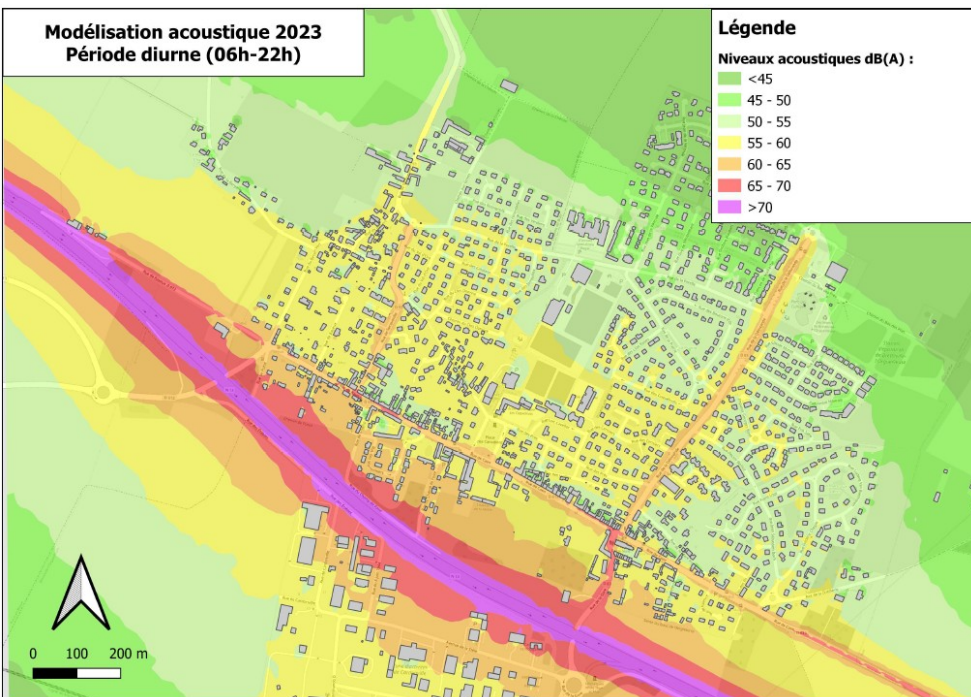 Modélisation acoustique 2023
Période diurne (06h-22h)
Légende
Niveaux acoustiques dB(A) :
<45
45 - 50
50 - 55
55 - 60
60 - 65
65 - 70
>70
0 100 200 m